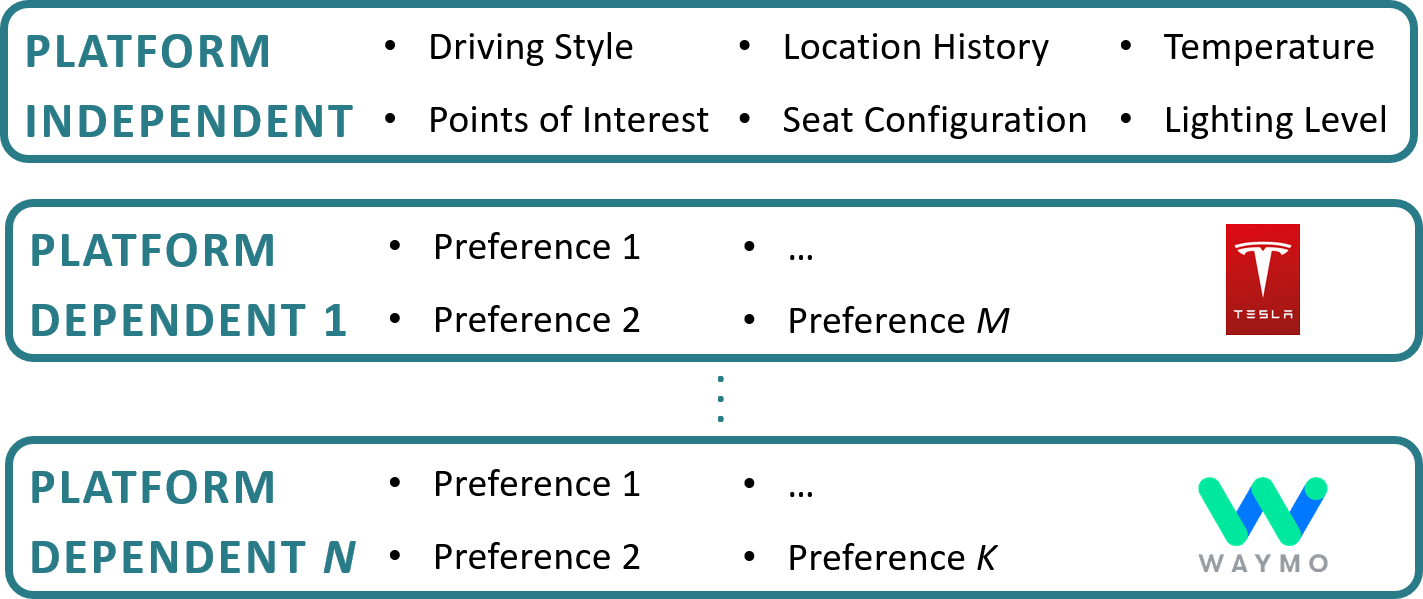 PLATFORM
INDEPENDENT
• Driving Style
• Location History
• Temperature
• Points of Interest
• Seat Configuration
• Lighting Level
PLATFORM
DEPENDENT 1
• Preference 1
• ...
• Preference 2
• Preference M
TESLA
PLATFORM
DEPENDENT N
• Preference 1
• ...
• Preference 2
• Preference K
WAYMO